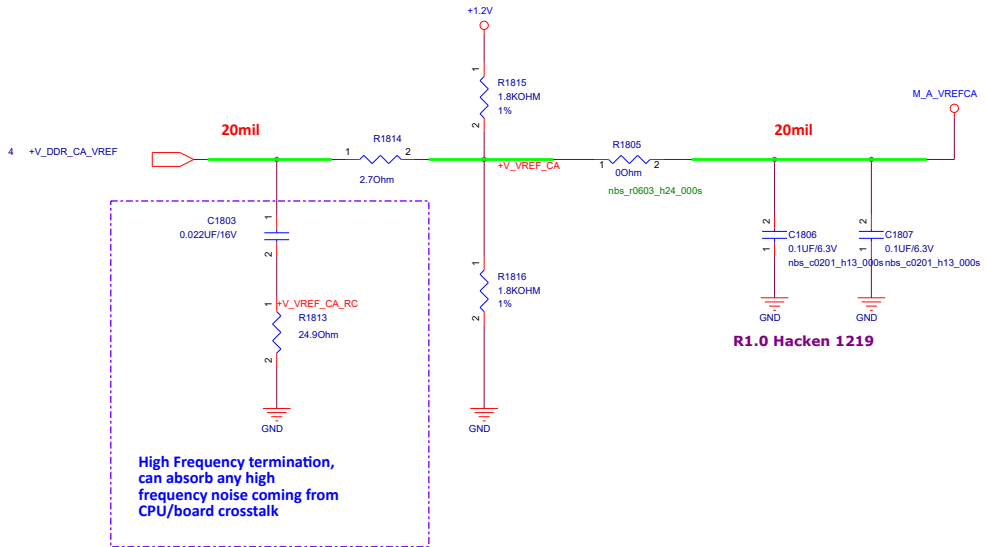 +1.2V
1
R1815
1.8KOHM
1%
2
M_A_VREFCA
20mil
20mil
4 +V_DDR_CA_VREF
R1814
1 2
2.7Ohm
+V_VREF_CA
R1805
1 2
0Ohm
nbs_r0603_h24_000s
1
C1803
0.022UF/16V
2
1
+V_VREF_CA_RC
R1813
24.9Ohm
2
GND
1
R1816
1.8KOHM
1%
2
GND
2
C1806
1
0.1UF/6.3V
nbs_c0201_h13_000s
GND
2
C1807
1
0.1UF/6.3V
nbs_c0201_h13_000s
GND
R1.0 Hacken 1219
High Frequency termination,
can absorb any high
frequency noise coming from
CPU/board crosstalk